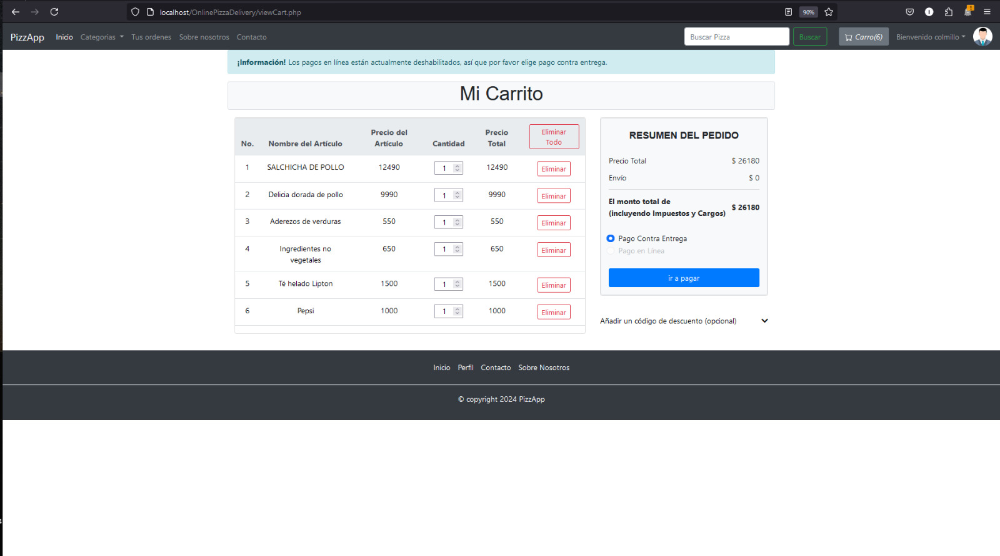 localhost/OnlinePizzaDelivery/viewCart.php
90%
1
PizzApp
Inicio
Categorias
Tus ordenes
Sobre nosotros
Contacto
Buscar Pizza
Buscar
Carro(6)
Bienvenido colmillo
¡Información! Los pagos en línea están actualmente deshabilitados, así que por favor elige pago contra entrega.
Mi Carrito
No. Nombre del Artículo Precio del Artículo Cantidad Precio Total Eliminar Todo
1 SALCHICHA DE POLLO 12490 1 12490 Eliminar
2 Delicia dorada de pollo 9990 1 9990 Eliminar
3 Aderezos de verduras 550 1 550 Eliminar
4 Ingredientes no vegetales 650 1 650 Eliminar
5 Té helado Lipton 1500 1 1500 Eliminar
6 Pepsi 1000 1 1000 Eliminar
RESUMEN DEL PEDIDO
Precio Total $ 26180
Envío $ 0
El monto total de
(incluyendo Impuestos y Cargos) $ 26180
Pago Contra Entrega
Pago en Línea
ir a pagar
Añadir un código de descuento (opcional)
Inicio Perfil Contacto Sobre Nosotros
© copyright 2024 PizzApp